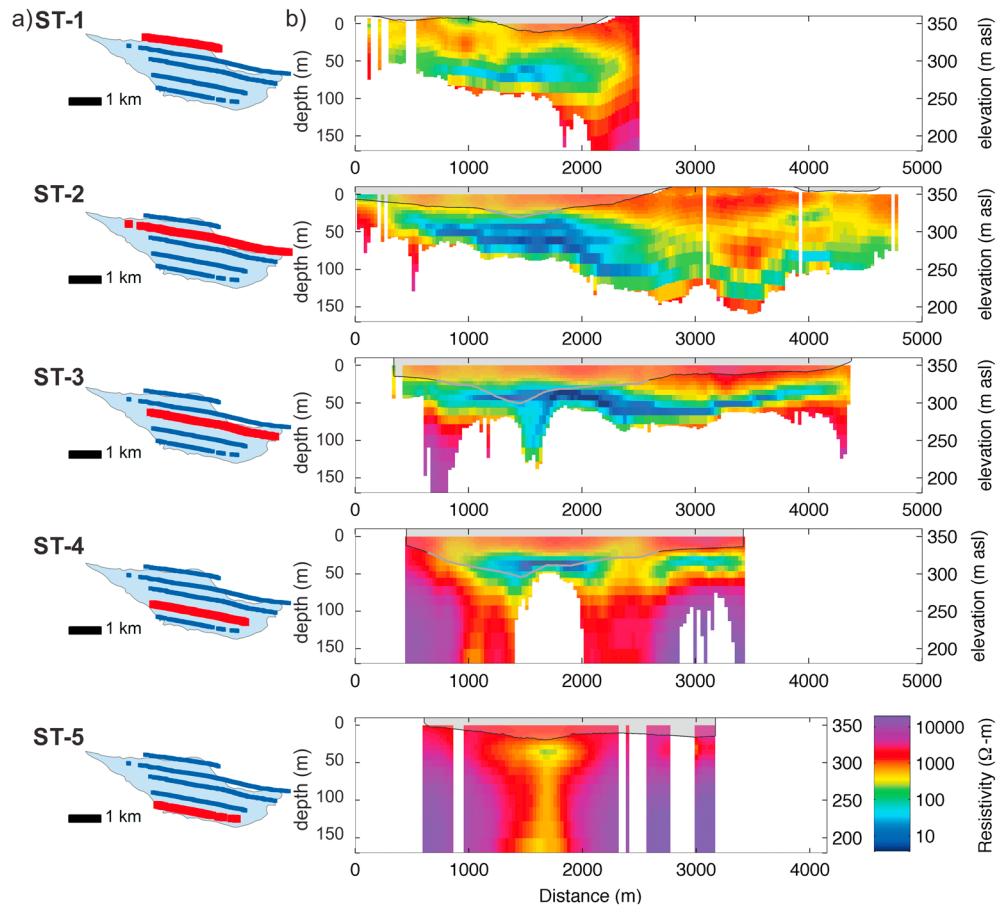 a) ST-1 b)
1 km
0
50
100
150
depth (m)
350
300
250
200
elevation (m asl)
0 1000 2000 3000 4000 5000
ST-2
1 km
0
50
100
150
depth (m)
350
300
250
200
elevation (m asl)
0 1000 2000 3000 4000 5000
ST-3
1 km
0
50
100
150
depth (m)
350
300
250
200
elevation (m asl)
0 1000 2000 3000 4000 5000
ST-4
1 km
0
50
100
150
depth (m)
350
300
250
200
elevation (m asl)
0 1000 2000 3000 4000 5000
ST-5
1 km
0
50
100
150
depth (m)
350
300
250
200
elevation (m asl)
0 1000 2000 3000 4000
Distance (m)
10000
1000
100
10
Resistivity (Ω -m)